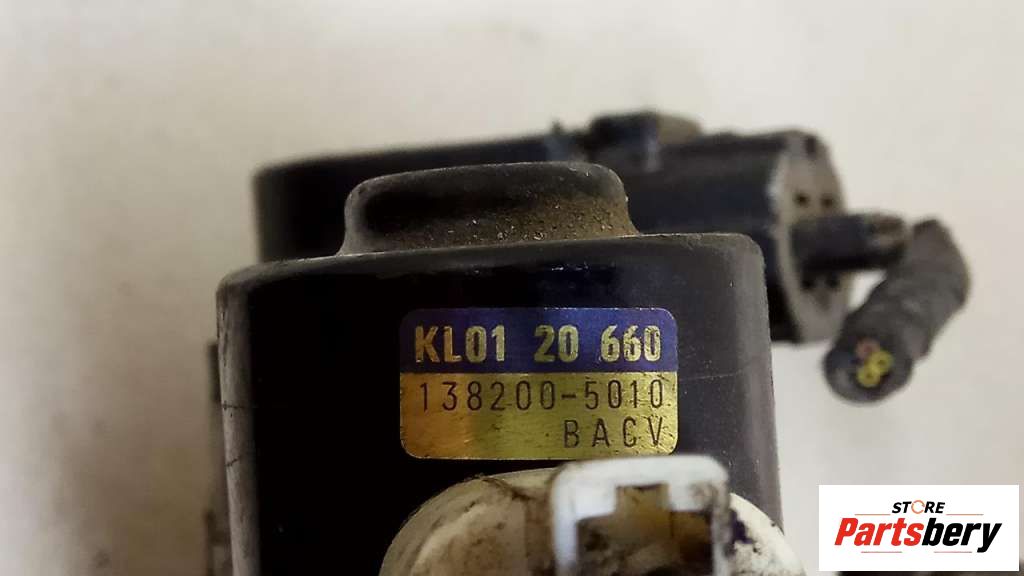 KL01 20 660
138200-5010
BACV
STORE
Partsbery